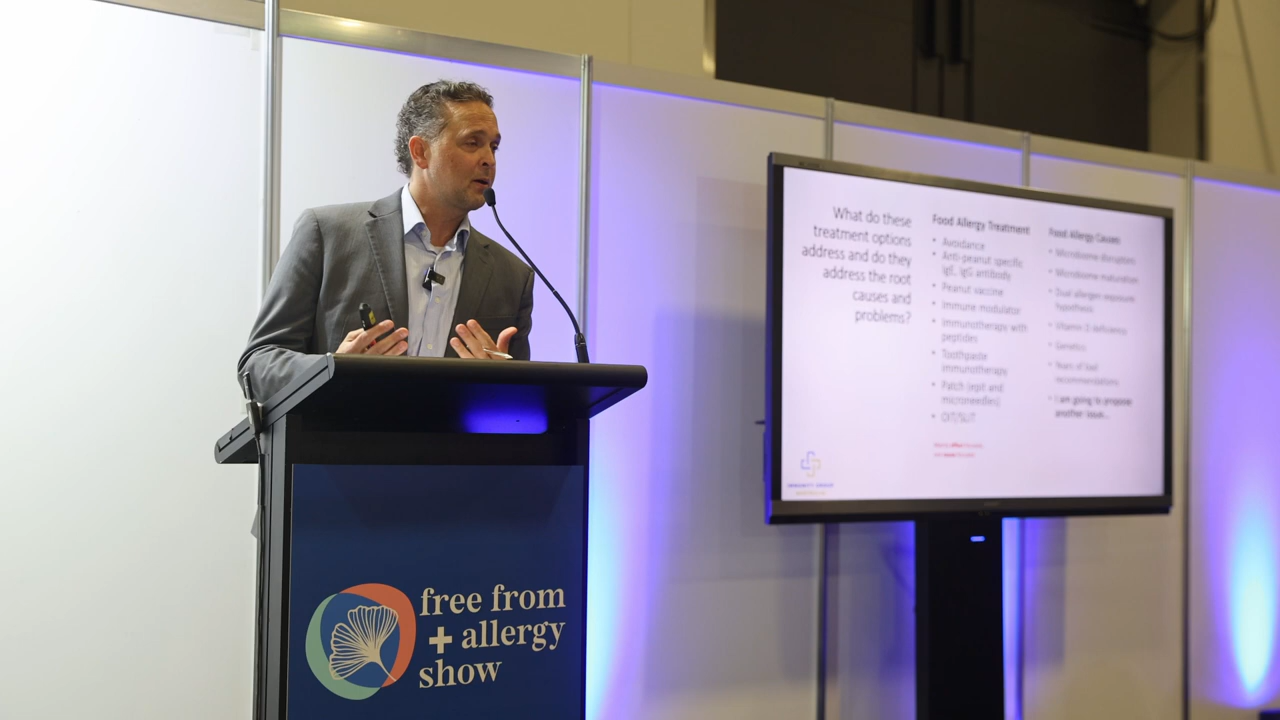 What do these
treatment options
address and do they
address the root
causes and
problems?
Food Allergy Treatment
• Avoidance
• Anti-peanut specific
IgE, IgG antibody
• Peanut vaccine
• Immune modulator
• Immunotherapy with
peptides
• Toothpaste
immunotherapy
• Patch (epit and
microneedles)
• OIT/SLIT
Food Allergy Causes
• Microbiome disruption
• Microbiome maturation
• Dual allergen exposure
hypothesis
• Vitamin D deficiency
• Genetics
• Years of bad
recommendations
• I am going to propose
another issue...
free from
+ allergy
show